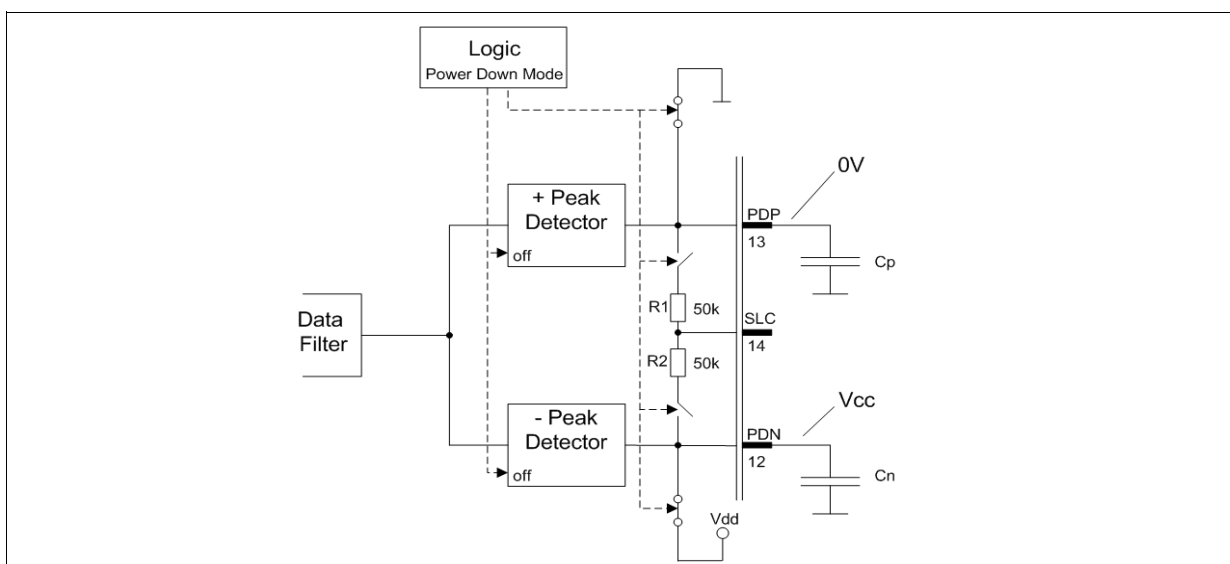 Logic
Power Down Mode
0V
+ Peak
Detector
off
PDP
13
Cp
R1
50k
SLC
14
Data
Filter
R2
50k
Vcc
- Peak
Detector
off
PDN
12
Cn
Vdd